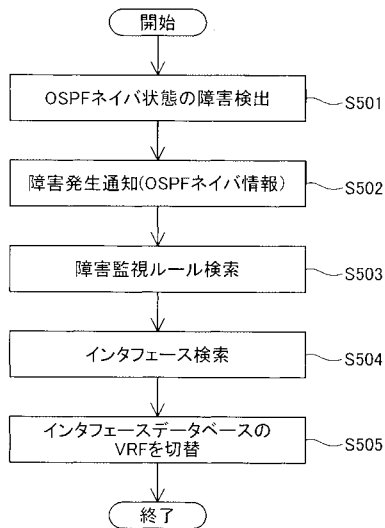 開始
OSPFネイバ状態の障害検出
S501
障害発生通知(OSPFネイバ情報)
S502
障害監視ルール検索
S503
インタフェース検索
S504
インタフェースデータベースの
VRFを切替
S505
終了